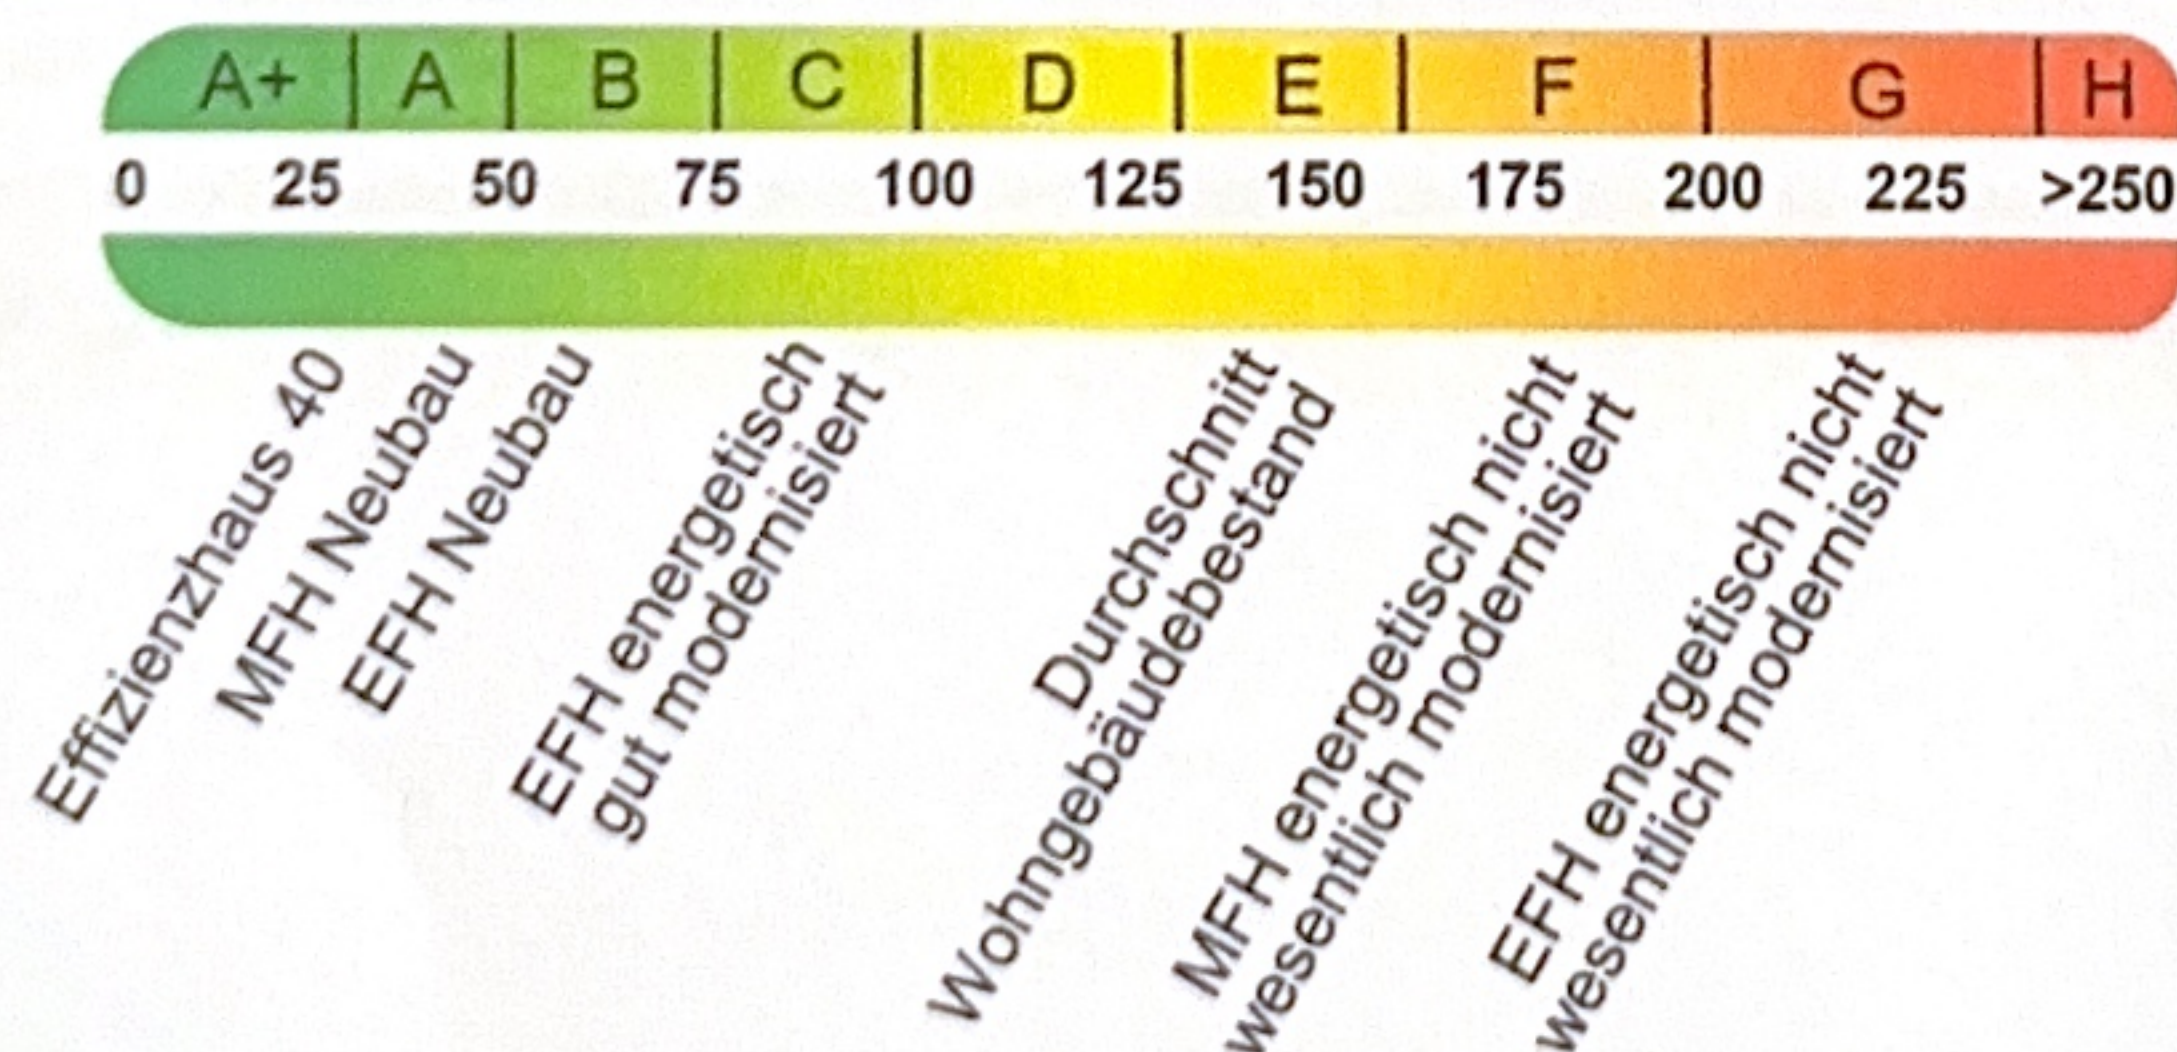 A+ A B C D E F G H
0 25 50 75 100 125 150 175 200 225 >250
Effizienzhaus 40
MFH Neubau
EFH Neubau
EFH energetisch
gut modernisiert
Durchschnitt
Wohngebäudebestand
MFH energetisch nicht
wesentlich modernisiert
EFH energetisch nicht
wesentlich modernisiert